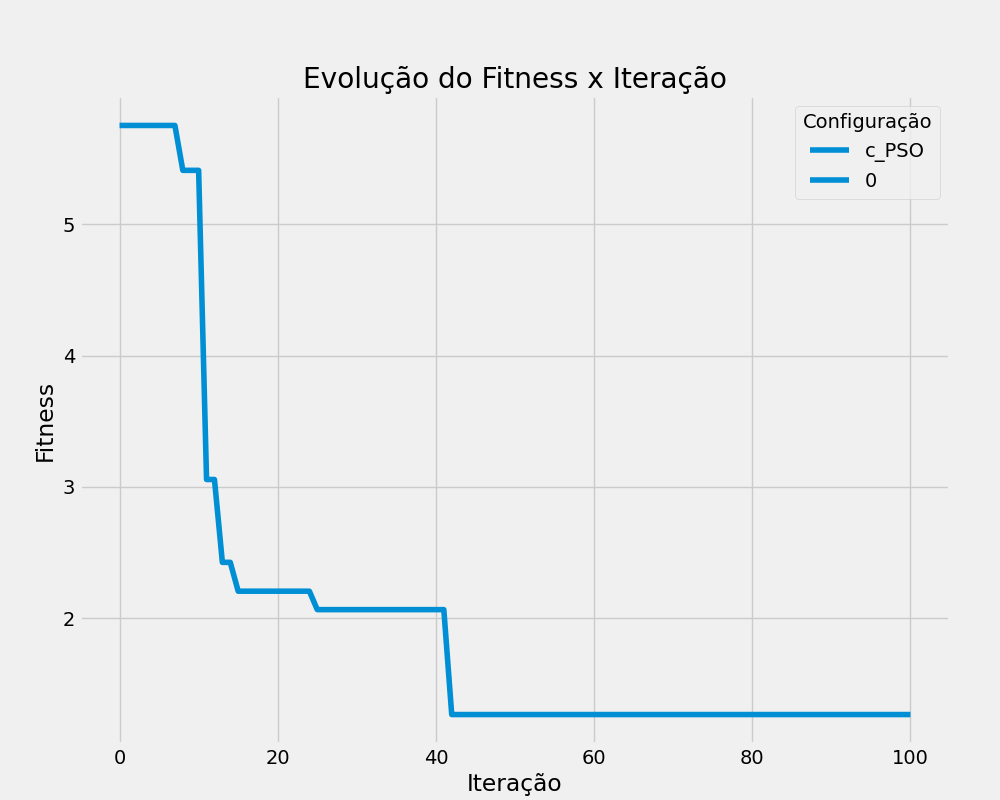 Evolução do Fitness x Iteração
Configuração
c_PSO
0
Fitness
5
4
3
2
0 20 40 60 80 100
Iteração